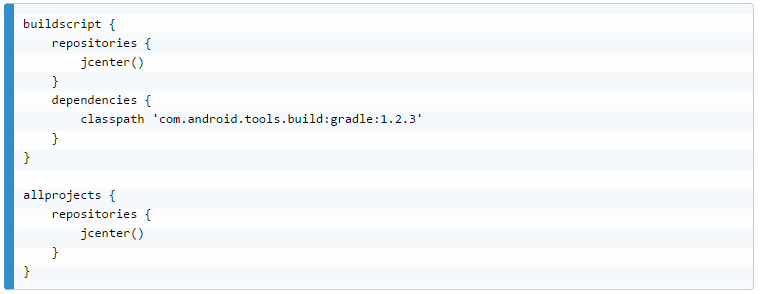 buildscript {
    repositories {
        jcenter()
    }
    dependencies {
        classpath 'com.android.tools.build:gradle:1.2.3'
    }
}

allprojects {
    repositories {
        jcenter()
    }
}